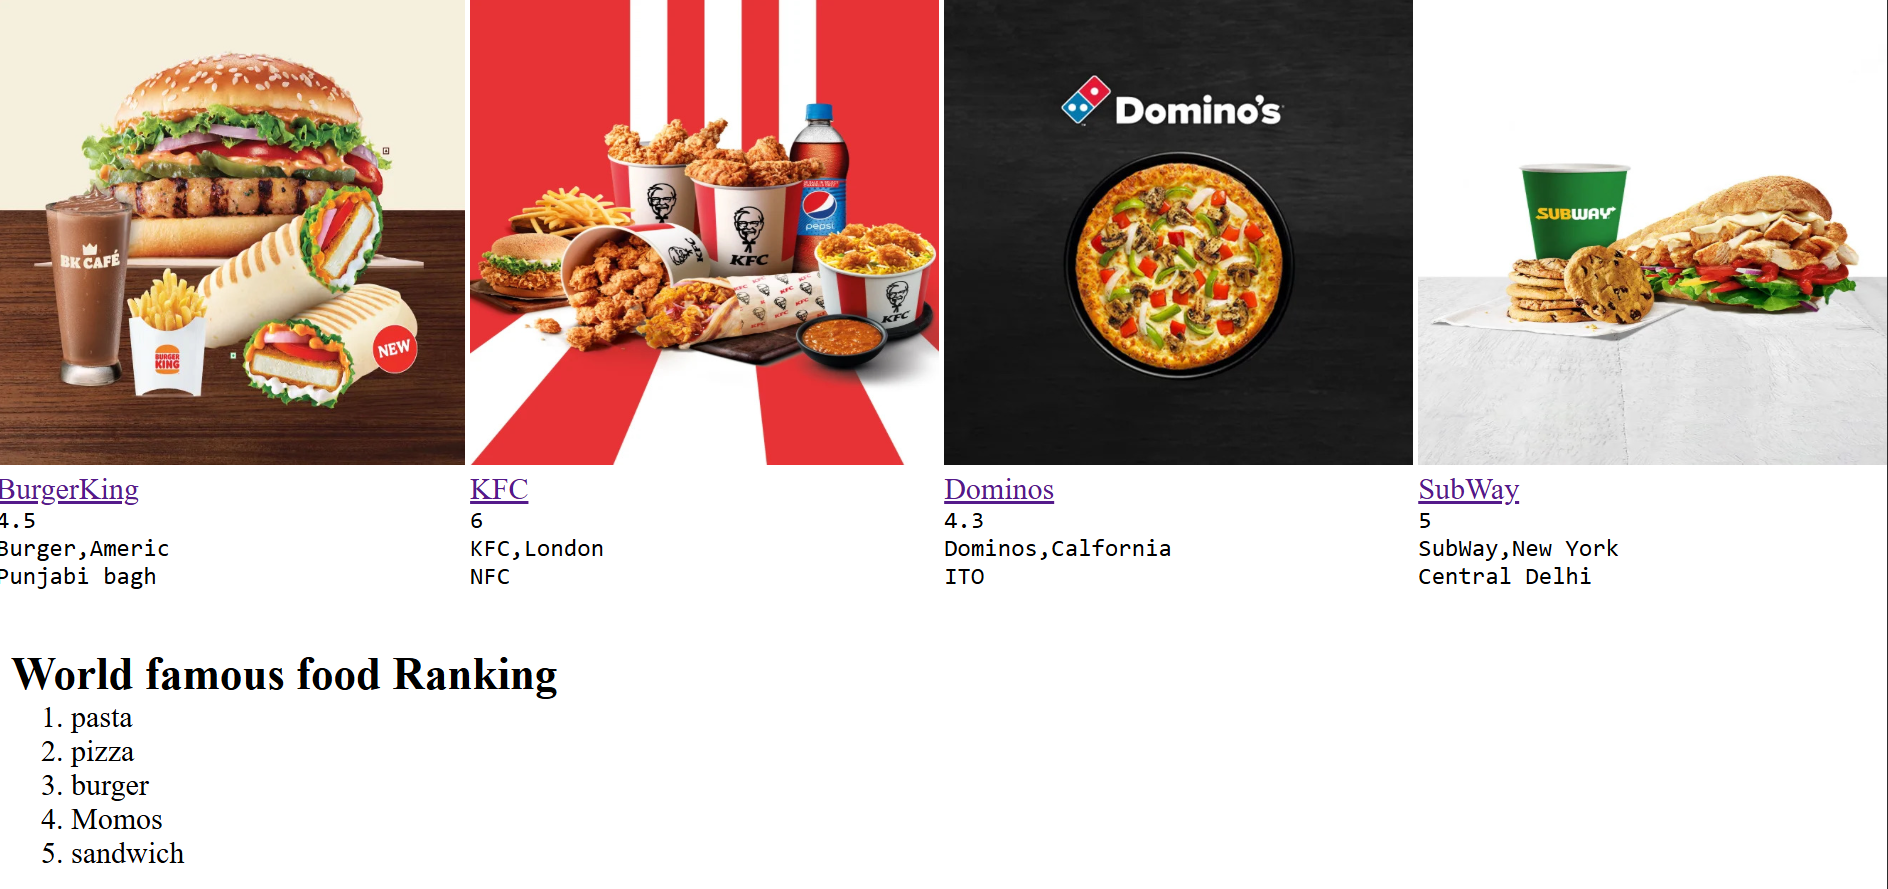 BK CAFÉ
BURGER
KING
NEW
KFC
pepsi
KFC
KFC
Domino's
SUBWAY
BurgerKing
4.5
Burger,Americ
Punjabi bagh
KFC
6
KFC,London
NFC
Dominos
4.3
Dominos,Calfornia
ITO
SubWay
5
SubWay,New York
Central Delhi
World famous food Ranking
1. pasta
2. pizza
3. burger
4. Momos
5. sandwich